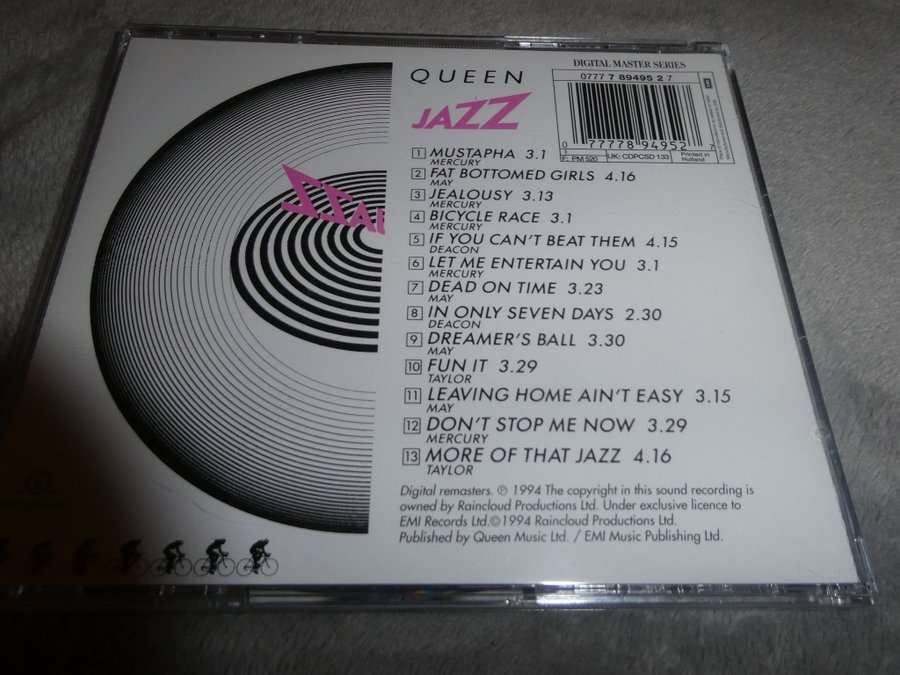 QUEEN
JAZZ
DIGITAL MASTER SERIES
0777 7 89495 2 7
0 77778 94952 7
F: PM 520
UK: CDPCSD 133
Printed in Holland
1 MUSTAPHA 3.1
MERCURY
2 FAT BOTTOMED GIRLS 4.16
MAY
3 JEALOUSY 3.13
MERCURY
4 BICYCLE RACE 3.1
MERCURY
5 IF YOU CAN'T BEAT THEM 4.15
DEACON
6 LET ME ENTERTAIN YOU 3.1
MERCURY
7 DEAD ON TIME 3.23
MAY
8 IN ONLY SEVEN DAYS 2.30
DEACON
9 DREAMER'S BALL 3.30
MAY
10 FUN IT 3.29
TAYLOR
11 LEAVING HOME AIN'T EASY 3.15
MAY
12 DON'T STOP ME NOW 3.29
MERCURY
13 MORE OF THAT JAZZ 4.16
TAYLOR
Digital remasters. ℗ 1994 The copyright in this sound recording is
owned by Raincloud Productions Ltd. Under exclusive licence to
EMI Records Ltd.©1994 Raincloud Productions Ltd.
Published by Queen Music Ltd. / EMI Music Publishing Ltd.